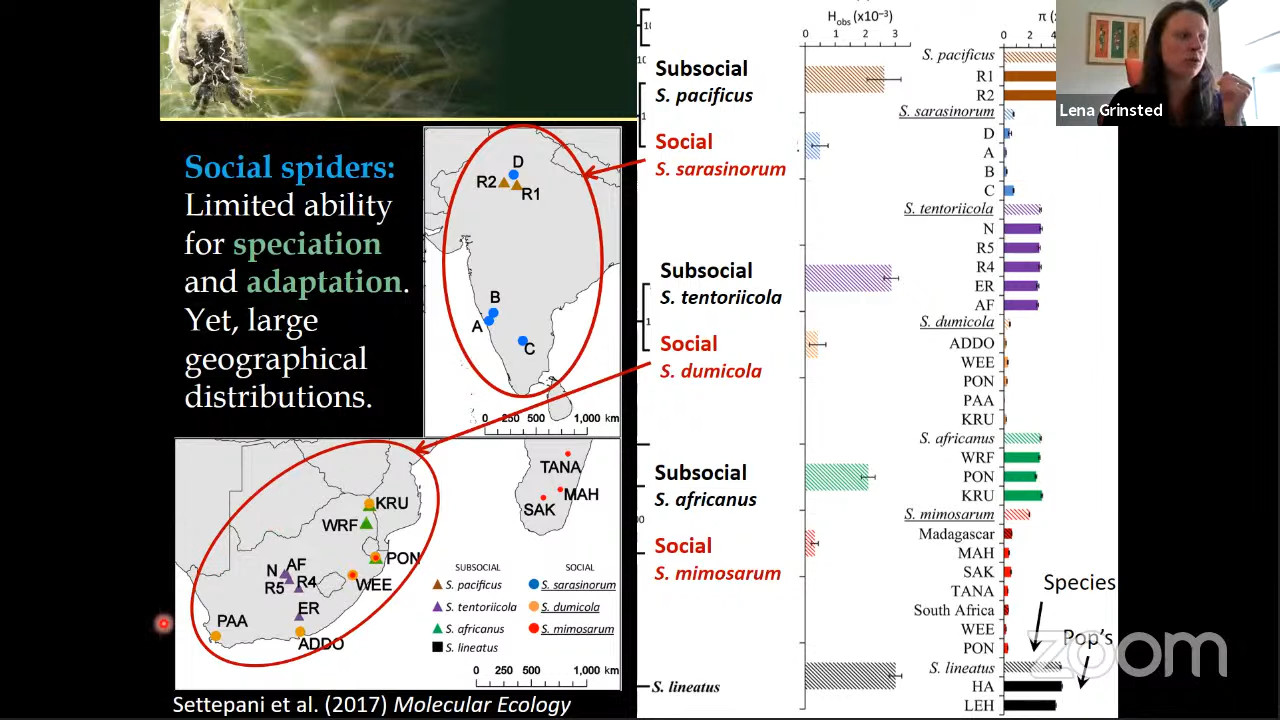 Social spiders:
Limited ability
for speciation
and adaptation.
Yet, large
geographical
distributions.
D
R2
R1
B
A
C
0 250 500 1,000 km
TANA
MAH
SAK
KRU
WRF
PON
WEE
AF
N
R4
R5
ER
PAA
ADDO
SUBSOCIAL
S. pacificus
S. tentoriicola
S. africanus
S. lineatus
SOCIAL
S. sarasinorum
S. dumicola
S. mimosarum
0 250 500 1,000 km
Settepani et al. (2017) Molecular Ecology
Subsocial
S. pacificus
Social
S. sarasinorum
Subsocial
S. tentoriicola
Social
S. dumicola
Subsocial
S. africanus
Social
S. mimosarum
S. lineatus
Hobs (x10⁻³)
0 1 2 3
π (
0 2 4
S. pacificus
R1
R2
S. sarasinorum
D
A
B
C
S. tentoriicola
N
R5
R4
ER
AF
S. dumicola
ADDO
WEE
PON
PAA
KRU
S. africanus
WRF
PON
KRU
S. mimosarum
Madagascar
MAH
SAK
TANA
South Africa
WEE
PON
S. lineatus
HA
LEH
Species
Pop's
Lena Grinsted
zoom